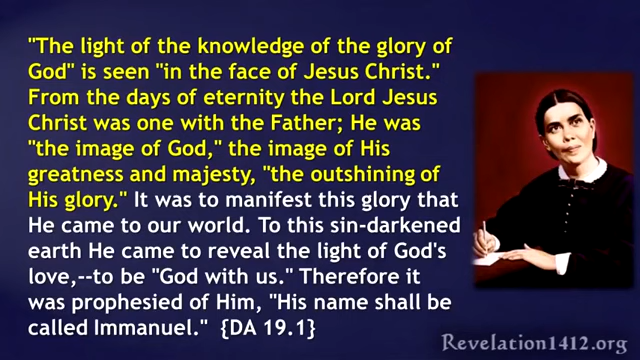 "The light of the knowledge of the glory of
God" is seen "in the face of Jesus Christ."
From the days of eternity the Lord Jesus
Christ was one with the Father; He was
"the image of God," the image of His
greatness and majesty, "the outshining of
His glory." It was to manifest this glory that
He came to our world. To this sin-darkened
earth He came to reveal the light of God's
love,--to be "God with us." Therefore it
was prophesied of Him, "His name shall be
called Immanuel." {DA 19.1}
Revelation1412.org